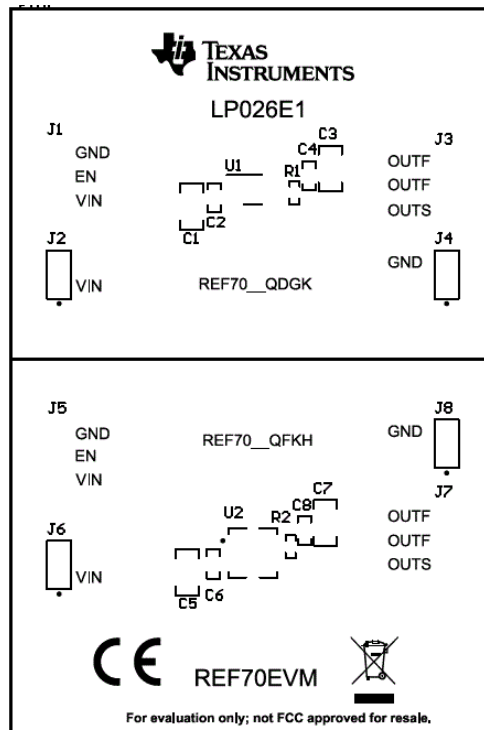 TEXAS
INSTRUMENTS
LP026E1
J1
GND
EN
VIN
J2
VIN
U1
R1
C4
C3
C1
C2
J3
OUTF
OUTF
OUTS
J4
GND
REF70__QDGK
J5
GND
EN
VIN
J6
VIN
REF70__QFKH
U2
R2
C8
C7
C5
C6
J8
GND
J7
OUTF
OUTF
OUTS
CE
REF70EVM
For evaluation only; not FCC approved for resale.